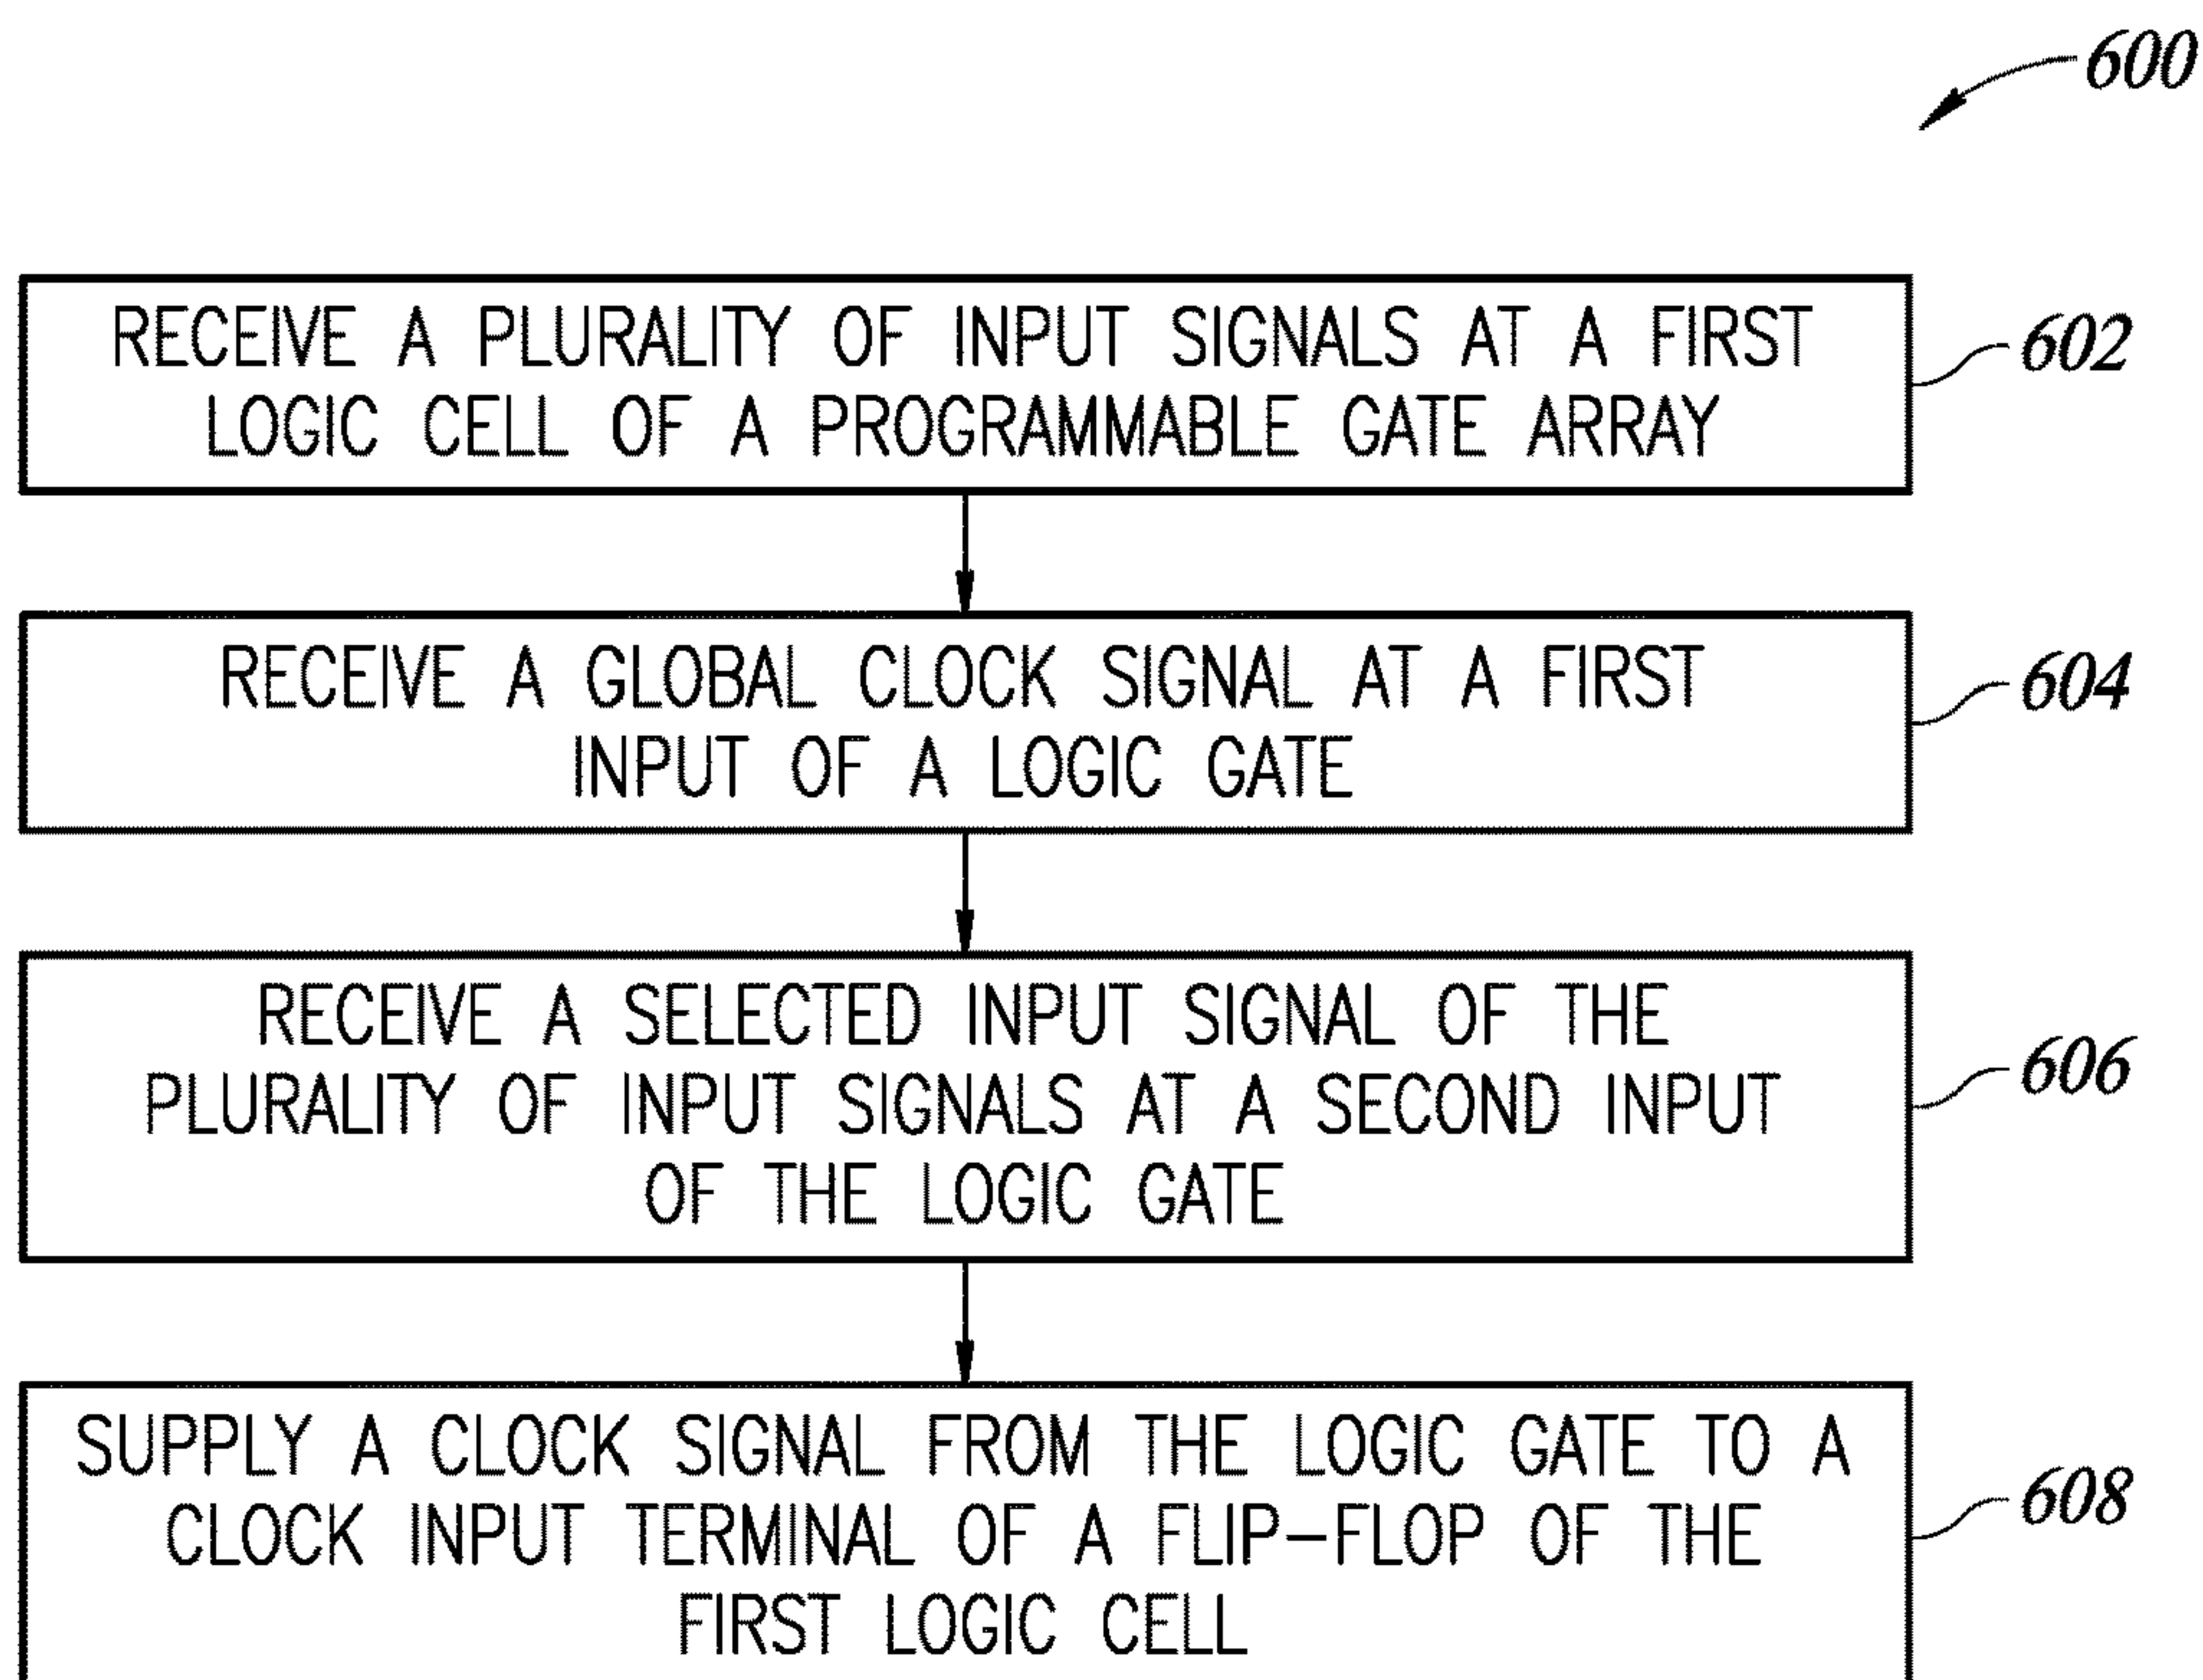 600
RECEIVE A PLURALITY OF INPUT SIGNALS AT A FIRST
LOGIC CELL OF A PROGRAMMABLE GATE ARRAY
602
RECEIVE A GLOBAL CLOCK SIGNAL AT A FIRST
INPUT OF A LOGIC GATE
604
RECEIVE A SELECTED INPUT SIGNAL OF THE
PLURALITY OF INPUT SIGNALS AT A SECOND INPUT
OF THE LOGIC GATE
606
SUPPLY A CLOCK SIGNAL FROM THE LOGIC GATE TO A
CLOCK INPUT TERMINAL OF A FLIP-FLOP OF THE
FIRST LOGIC CELL
608